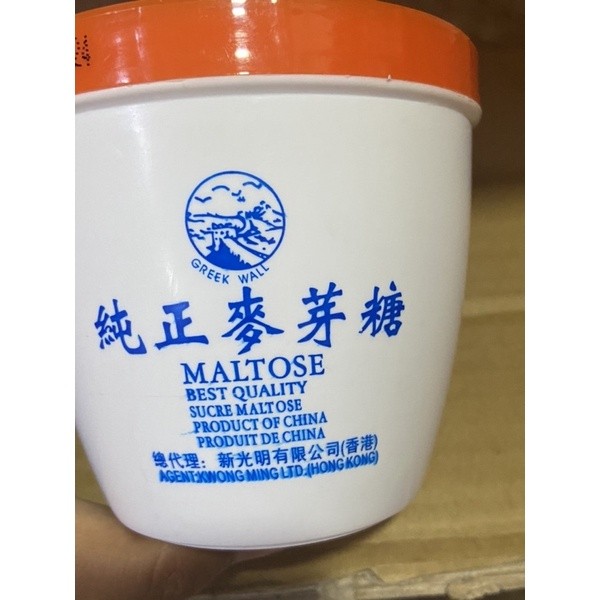 GREEK WALL
純正麥芽糖
MALTOSE
BEST QUALITY
SUCRE MALTOSE
PRODUCT OF CHINA
PRODUIT DE CHINA
總代理：新光明有限公司(香港)
AGENT:KWONG MING LTD.(HONG KONG)